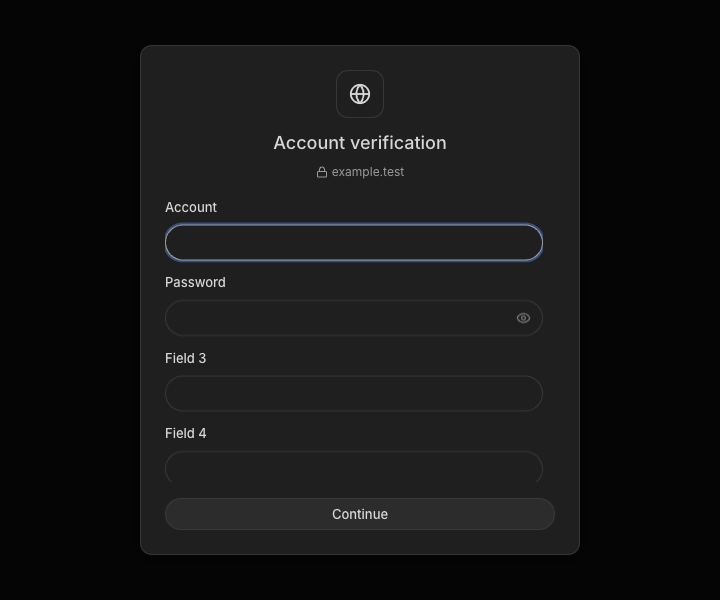 Account verification
example.test
Account
Password
Field 3
Field 4
Continue